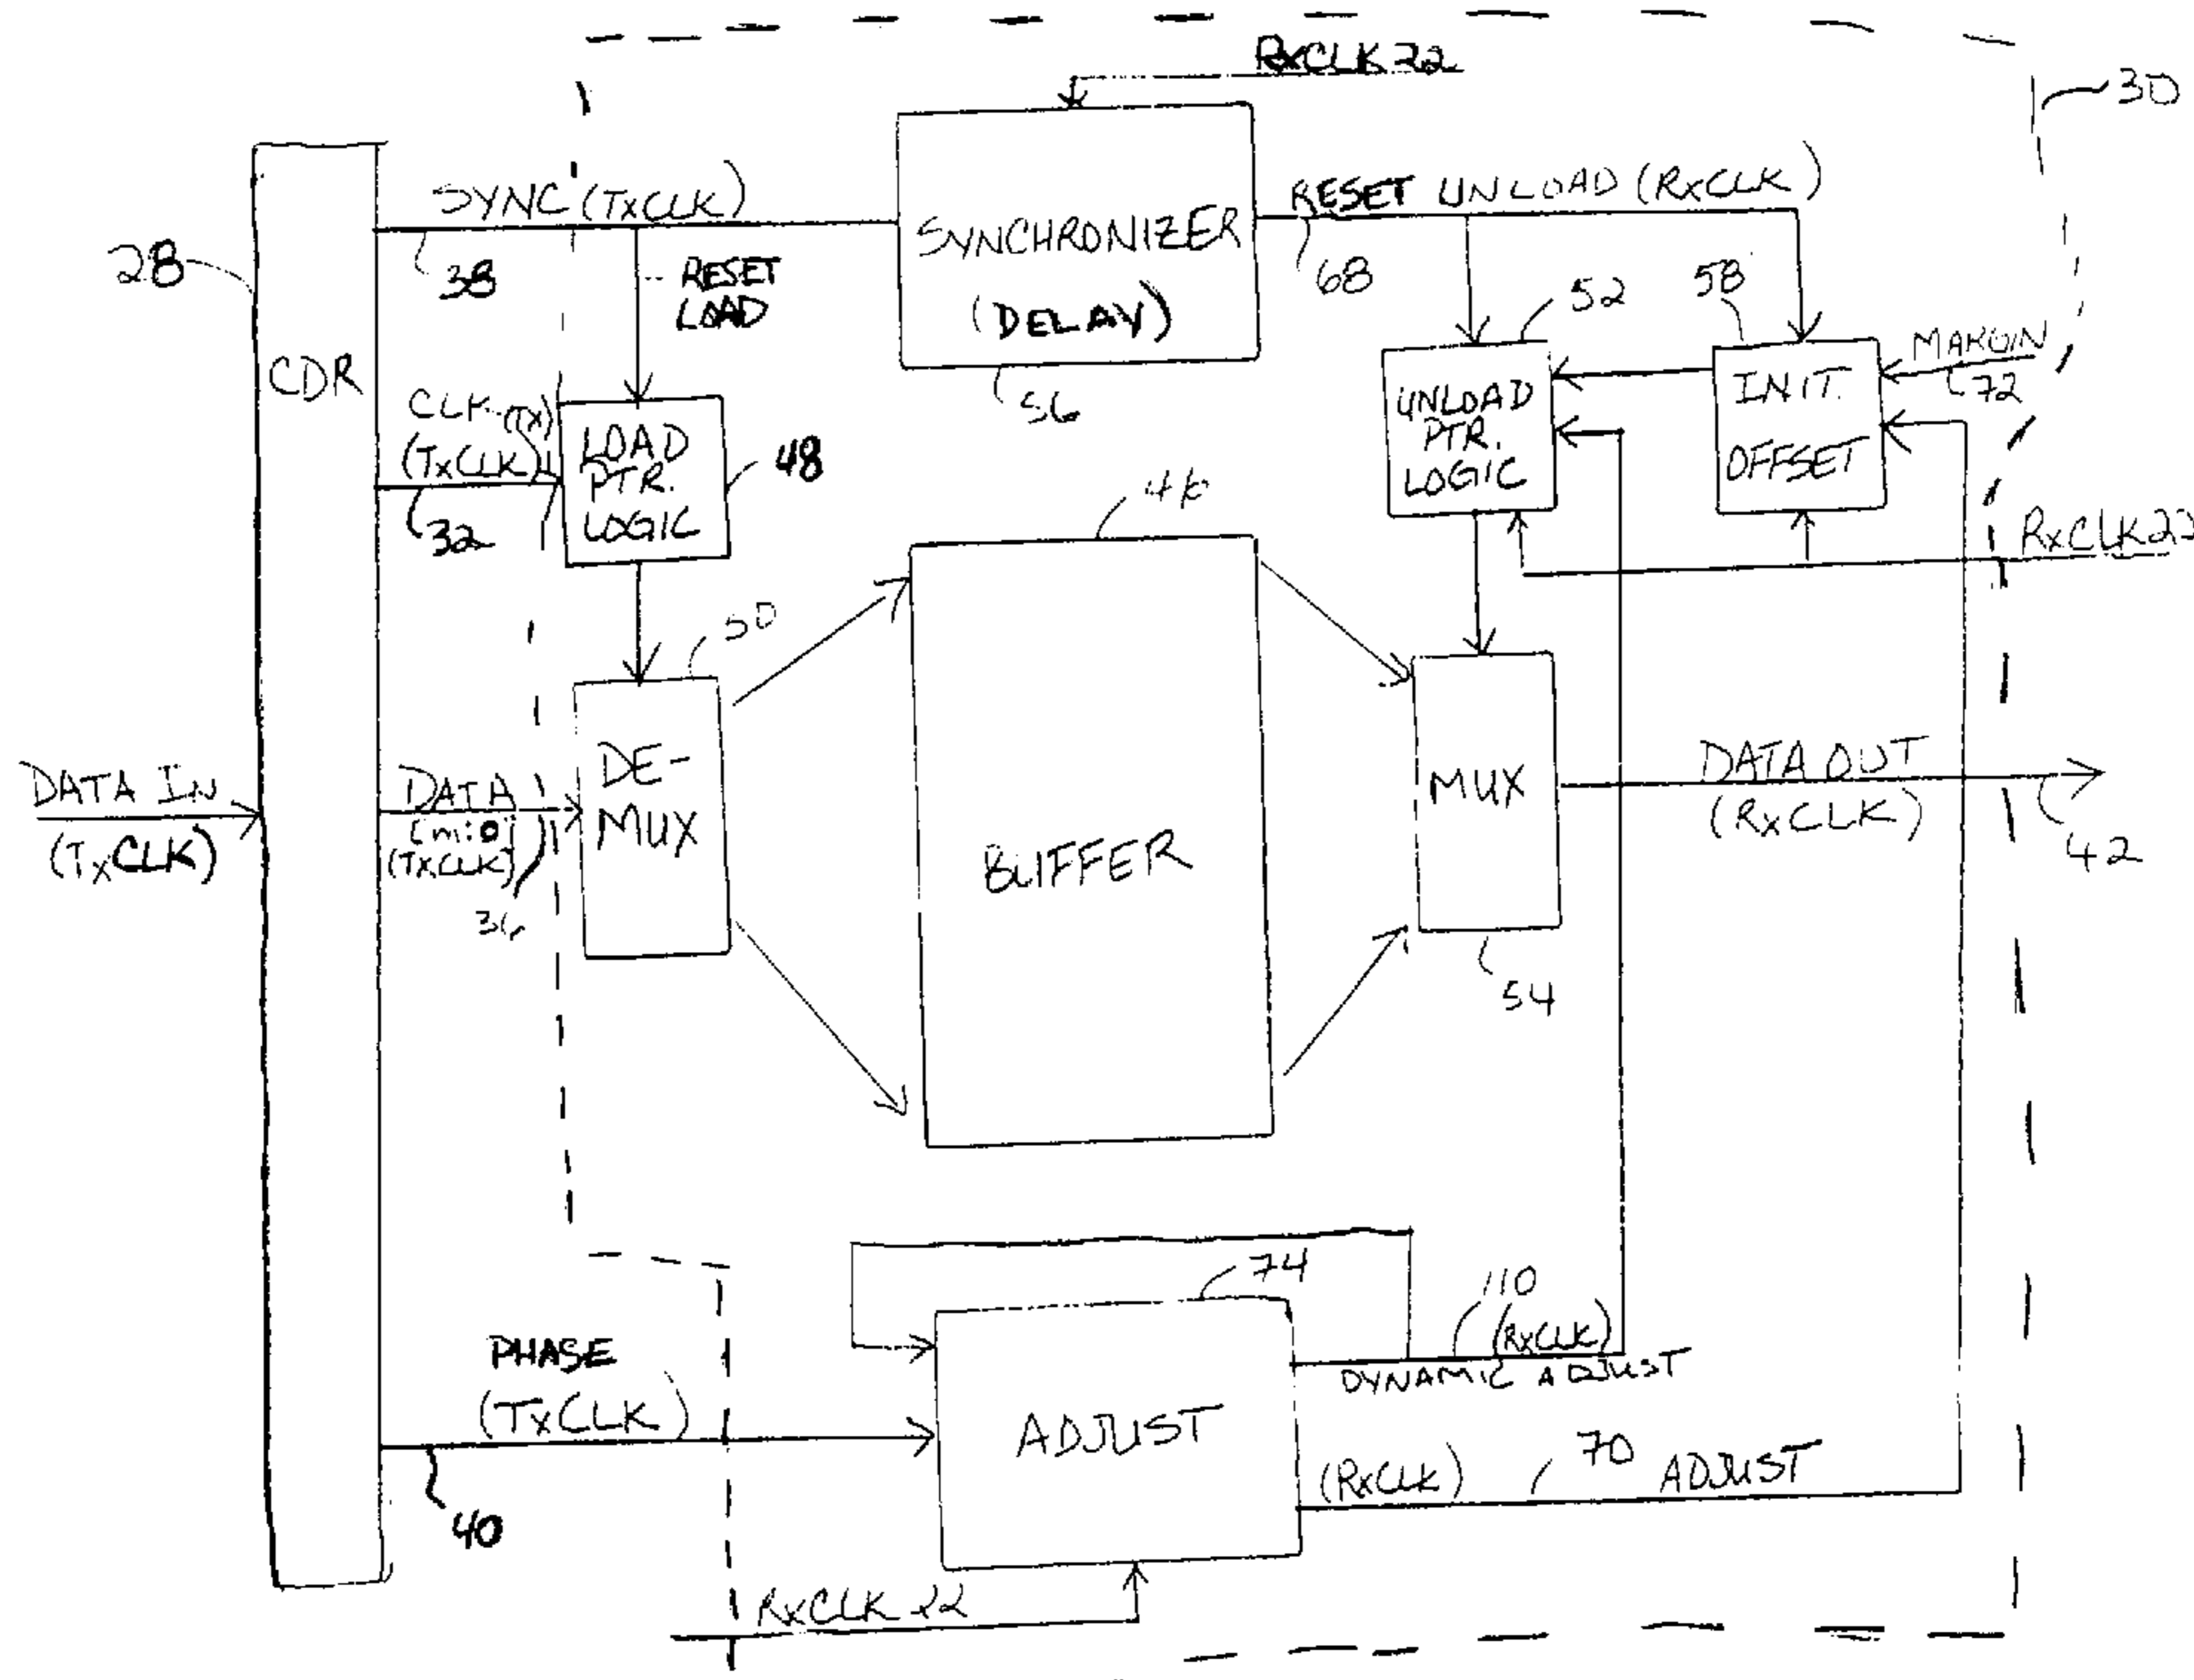 RxCLK 22
30
SYNC (TxCLK)
38
28
RESET
LOAD
SYNCHRONIZER
(DELAY)
56
RESET UNLOAD (RxCLK)
68
52
58
MARGIN
72
CDR
CLK (Tx)
(TxCLK)
32
LOAD
PTR.
LOGIC
48
UNLOAD
PTR.
LOGIC
INIT.
OFFSET
RxCLK 22
46
50
DATA IN
(TxCLK)
DATA
[m:0]
(TxCLK)
36
DE-
MUX
BUFFER
MUX
54
DATA OUT
(RxCLK)
42
74
110
(RxCLK)
DYNAMIC ADJUST
PHASE
(TxCLK)
40
ADJUST
(RxCLK)
70
ADJUST
RxCLK 22